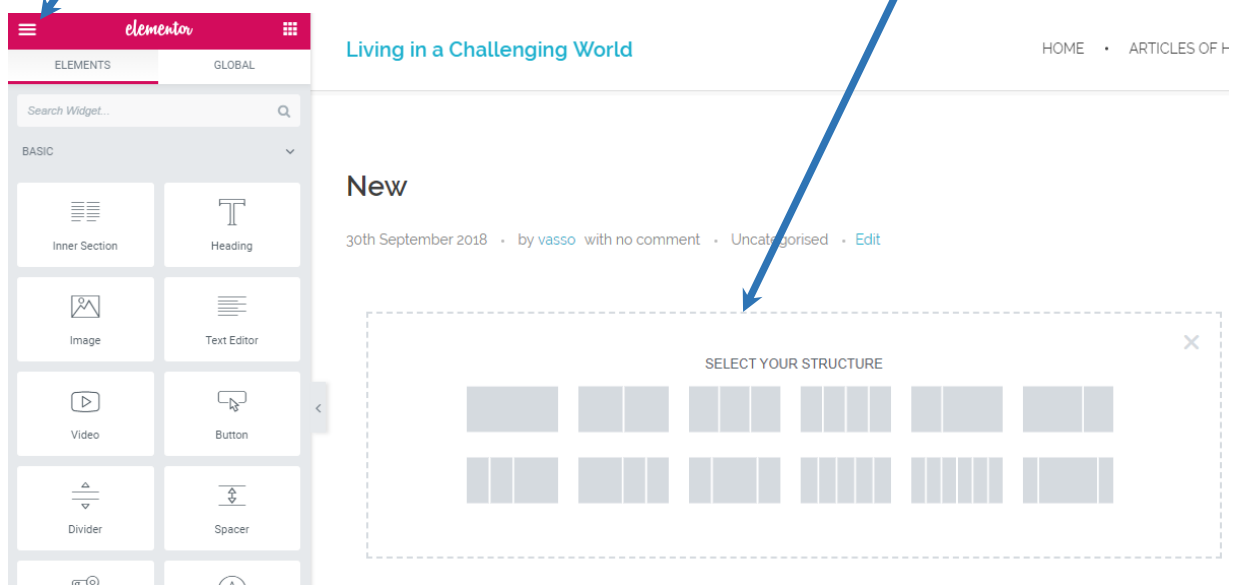 elementor
ELEMENTS GLOBAL
Search Widget...
BASIC
Inner Section Heading
Image Text Editor
Video Button
Divider Spacer
Living in a Challenging World
HOME • ARTICLES OF H
New
30th September 2018 • by vasso with no comment • Uncategorised • Edit
SELECT YOUR STRUCTURE